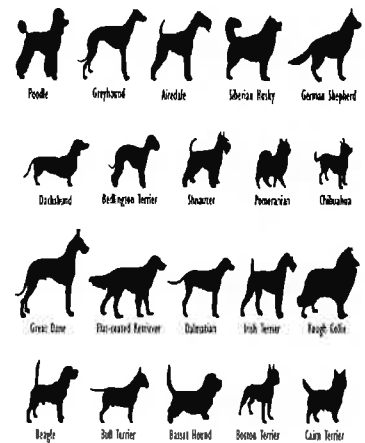 Poodle
Greyhound
Airedale
Siberian Husky
German Shepherd
Dachshund
Bedlington Terrier
Shnauzer
Pomeranian
Chihuahua
Great Dane
Flat-coated Retriever
Dalmatian
Irish Terrier
Rough Collie
Beagle
Bull Terrier
Basset Hound
Boston Terrier
Cairn Terrier